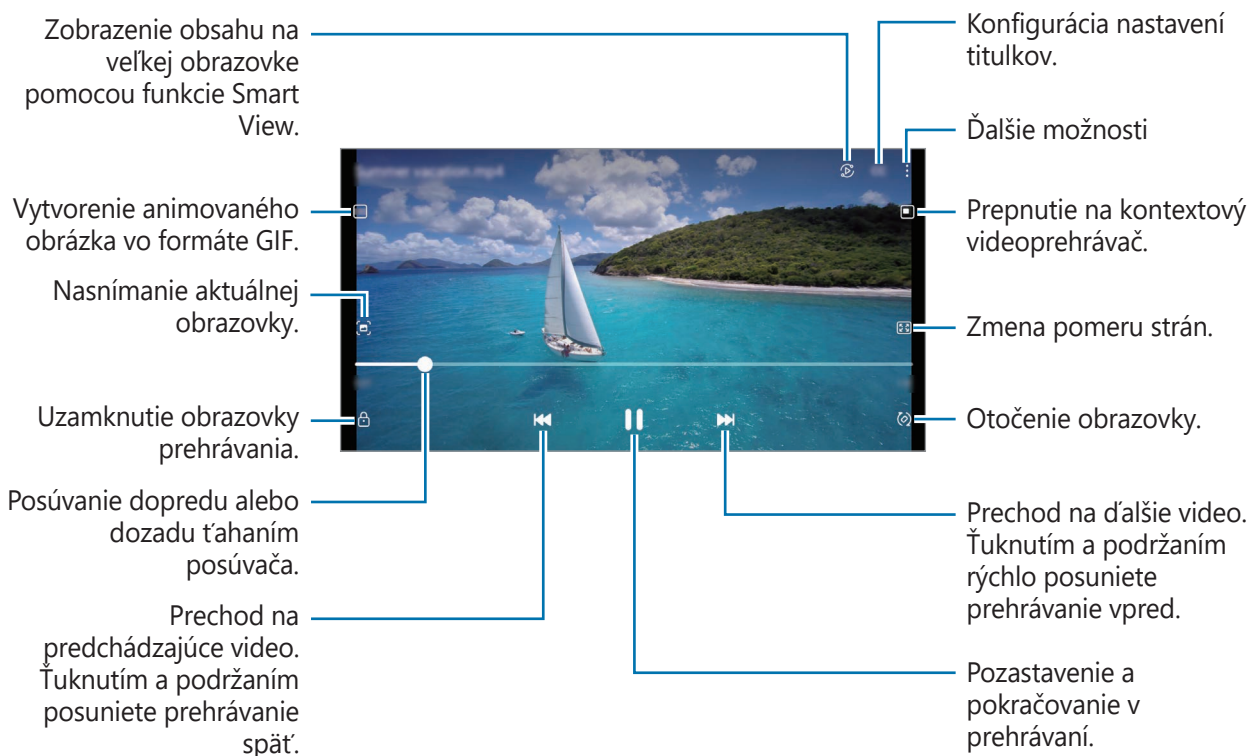 Zobrazenie obsahu na
veľkej obrazovke
pomocou funkcie Smart
View.
Vytvorenie animovaného
obrázka vo formáte GIF.
Nasnímanie aktuálnej
obrazovky.
Uzamknutie obrazovky
prehrávania.
Posúvanie dopredu alebo
dozadu ťahaním
posúvača.
Prechod na
predchádzajúce video.
Ťuknutím a podržaním
posuniete prehrávanie
späť.
Konfigurácia nastavení
titulkov.
Ďalšie možnosti
Prepnutie na kontextový
videoprehrávač.
Zmena pomeru strán.
Otočenie obrazovky.
Prechod na ďalšie video.
Ťuknutím a podržaním
rýchlo posuniete
prehrávanie vpred.
Pozastavenie a
pokračovanie v
prehrávaní.